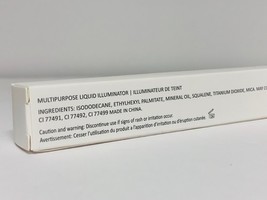 MULTIPURPOSE LIQUID ILLUMINATOR | ILLUMINATEUR DE TEINT
INGREDIENTS: ISODODECANE, ETHYLHEXYL PALMITATE, MINERAL OIL, SQUALENE, TITANIUM DIOXIDE, MICA. MAY
CI 77491, CI 77492, CI 77499 MADE IN CHINA.
Caution and warning: Discontinue use if signs of rash or irritation occur
Avertissement: Cesser l'utilisation du produit a l'apparition d'irritation ou d'éruption cutanée